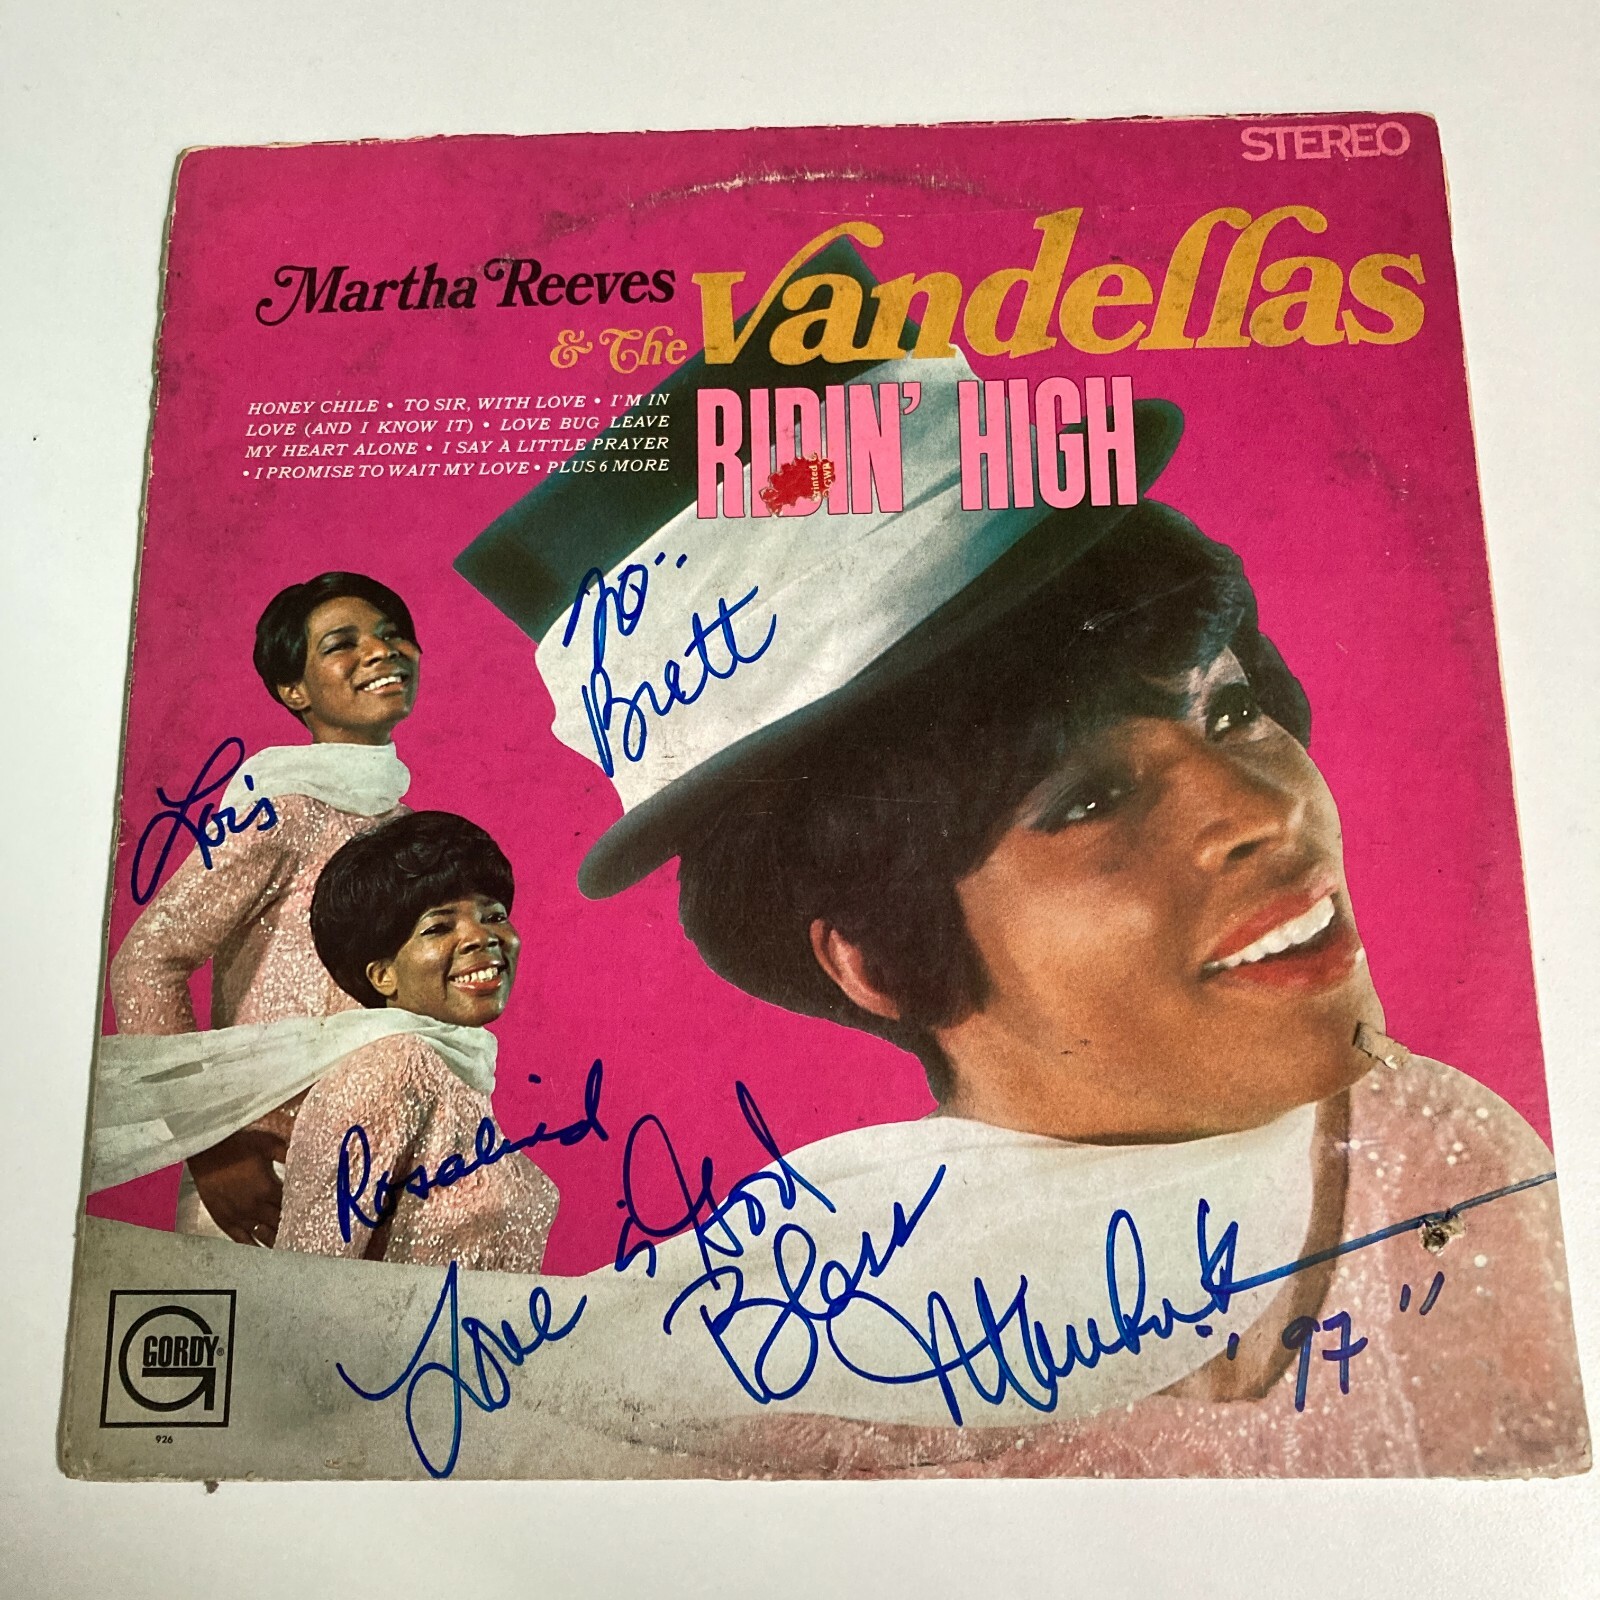 STEREO
Martha Reeves
& The Vandellas
RIDIN' HIGH
HONEY CHILE • TO SIR, WITH LOVE • I'M IN
LOVE (AND I KNOW IT) • LOVE BUG LEAVE
MY HEART ALONE • I SAY A LITTLE PRAYER
• I PROMISE TO WAIT MY LOVE • PLUS 6 MORE
To..
Brett
Lois
Rosalind
Love is God
Bless
"97"
GORDY®
926